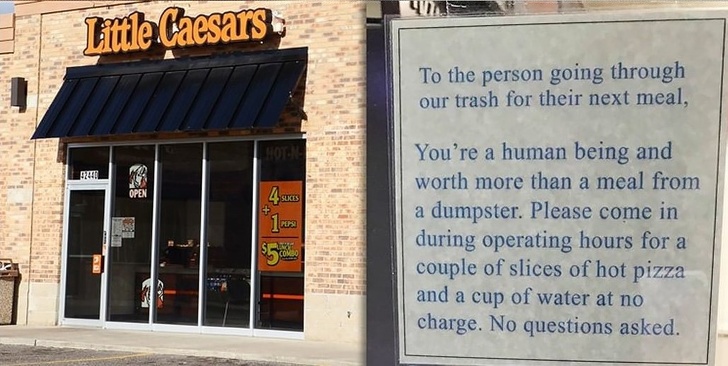 Little Caesars
42440
OPEN
HOT-N-
4 SLICES
+
1 PEPSI
$5 LUNCH COMBO
To the person going through
our trash for their next meal,
You're a human being and
worth more than a meal from
a dumpster. Please come in
during operating hours for a
couple of slices of hot pizza
and a cup of water at no
charge. No questions asked.